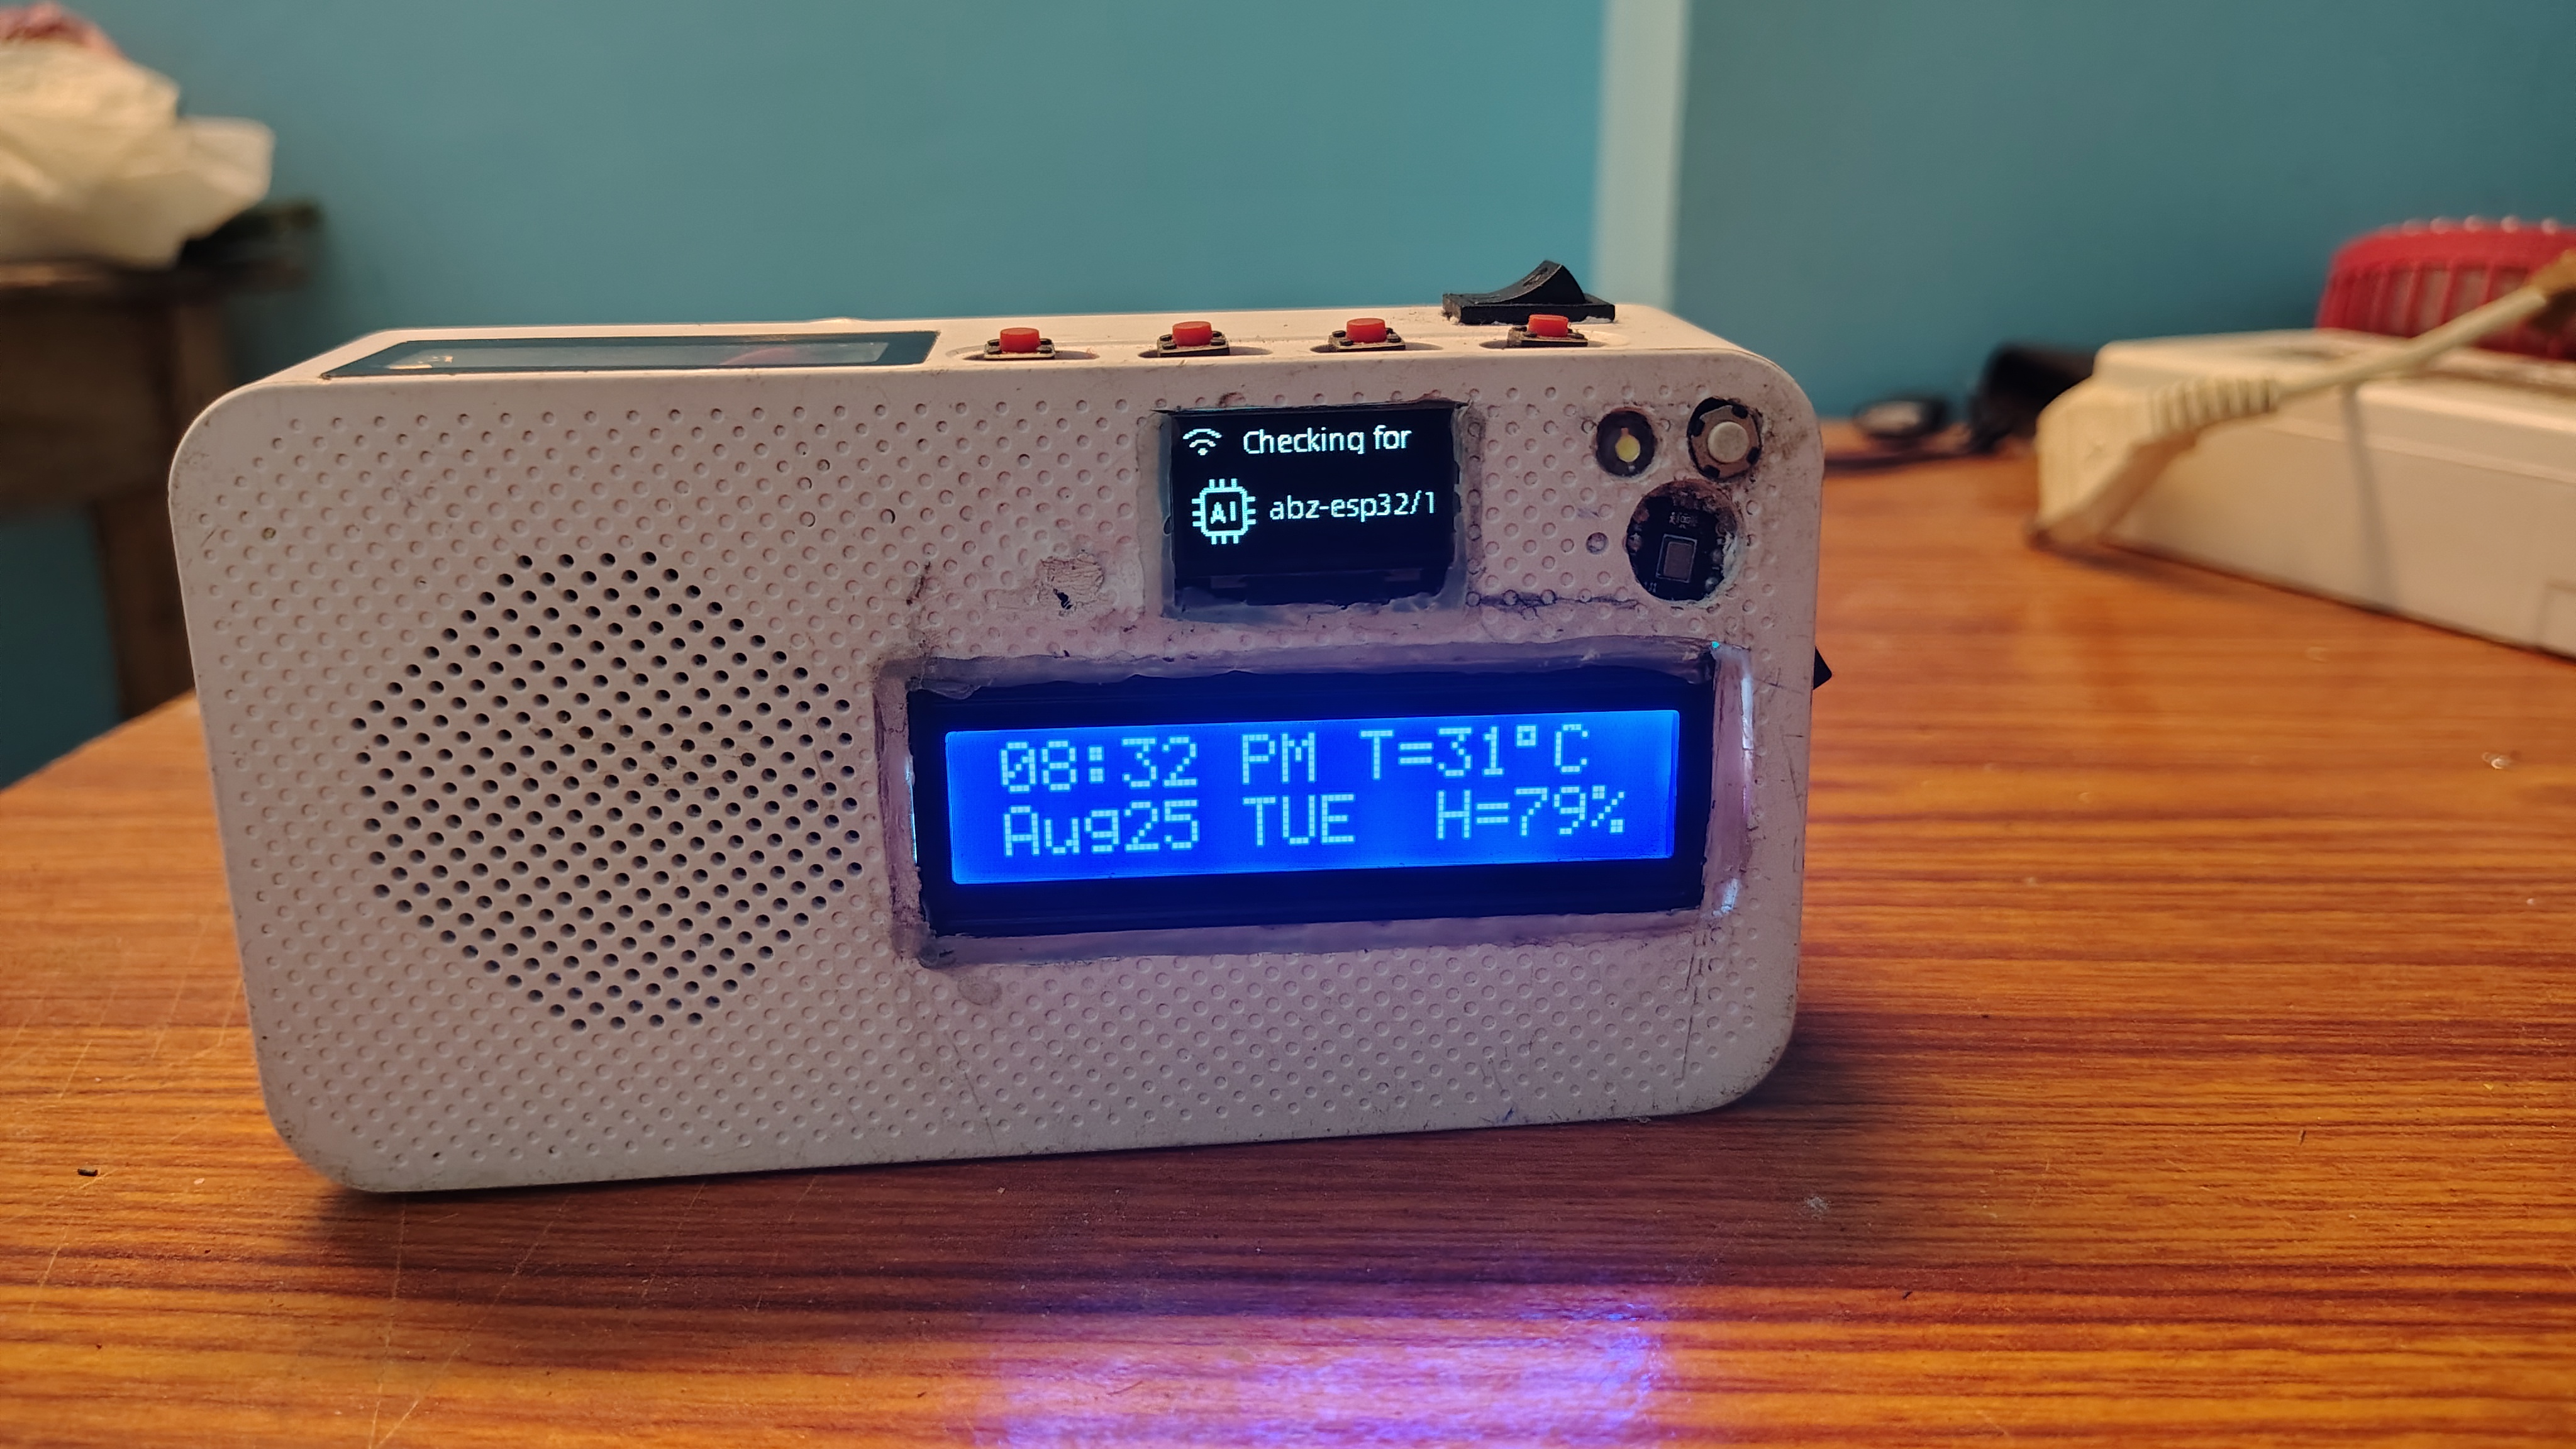 Checking for
AI abz-esp32/1
08:32 PM T=31°C
Aug25 TUE H=79%